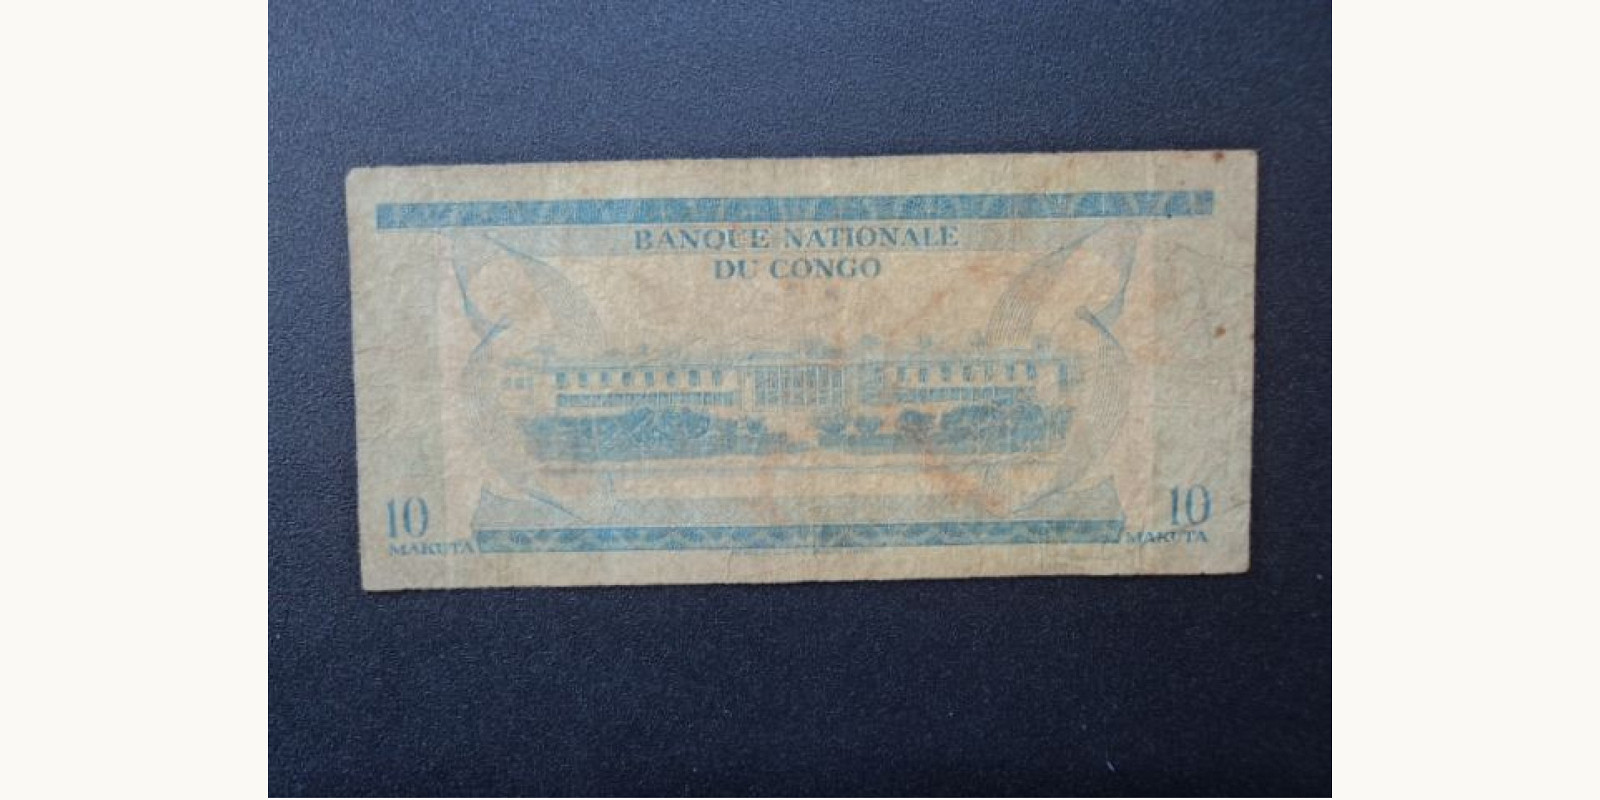 BANQUE NATIONALE
DU CONGO
10 10
MAKUTA MAKUTA